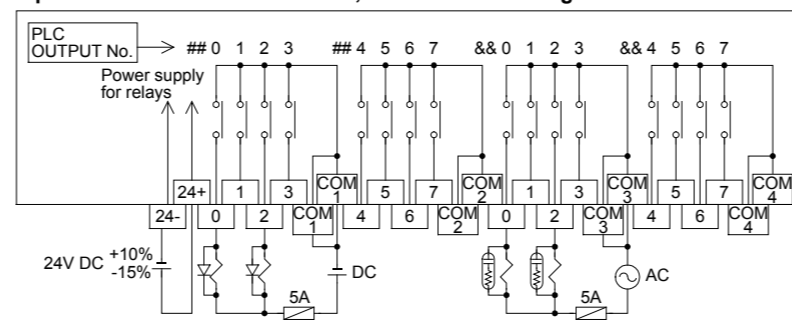 PLC
OUTPUT No.
##0 1 2 3 ##4 5 6 7 &&0 1 2 3 &&4 5 6 7
Power supply
for relays
24+ 1 3 COM 1 5 7 COM 2 1 3 COM 3 5 7 COM 4
24- 0 2 COM 1 4 6 COM 2 0 2 COM 3 4 6 COM 4
24V DC +10%
-15%
DC
AC
5A 5A